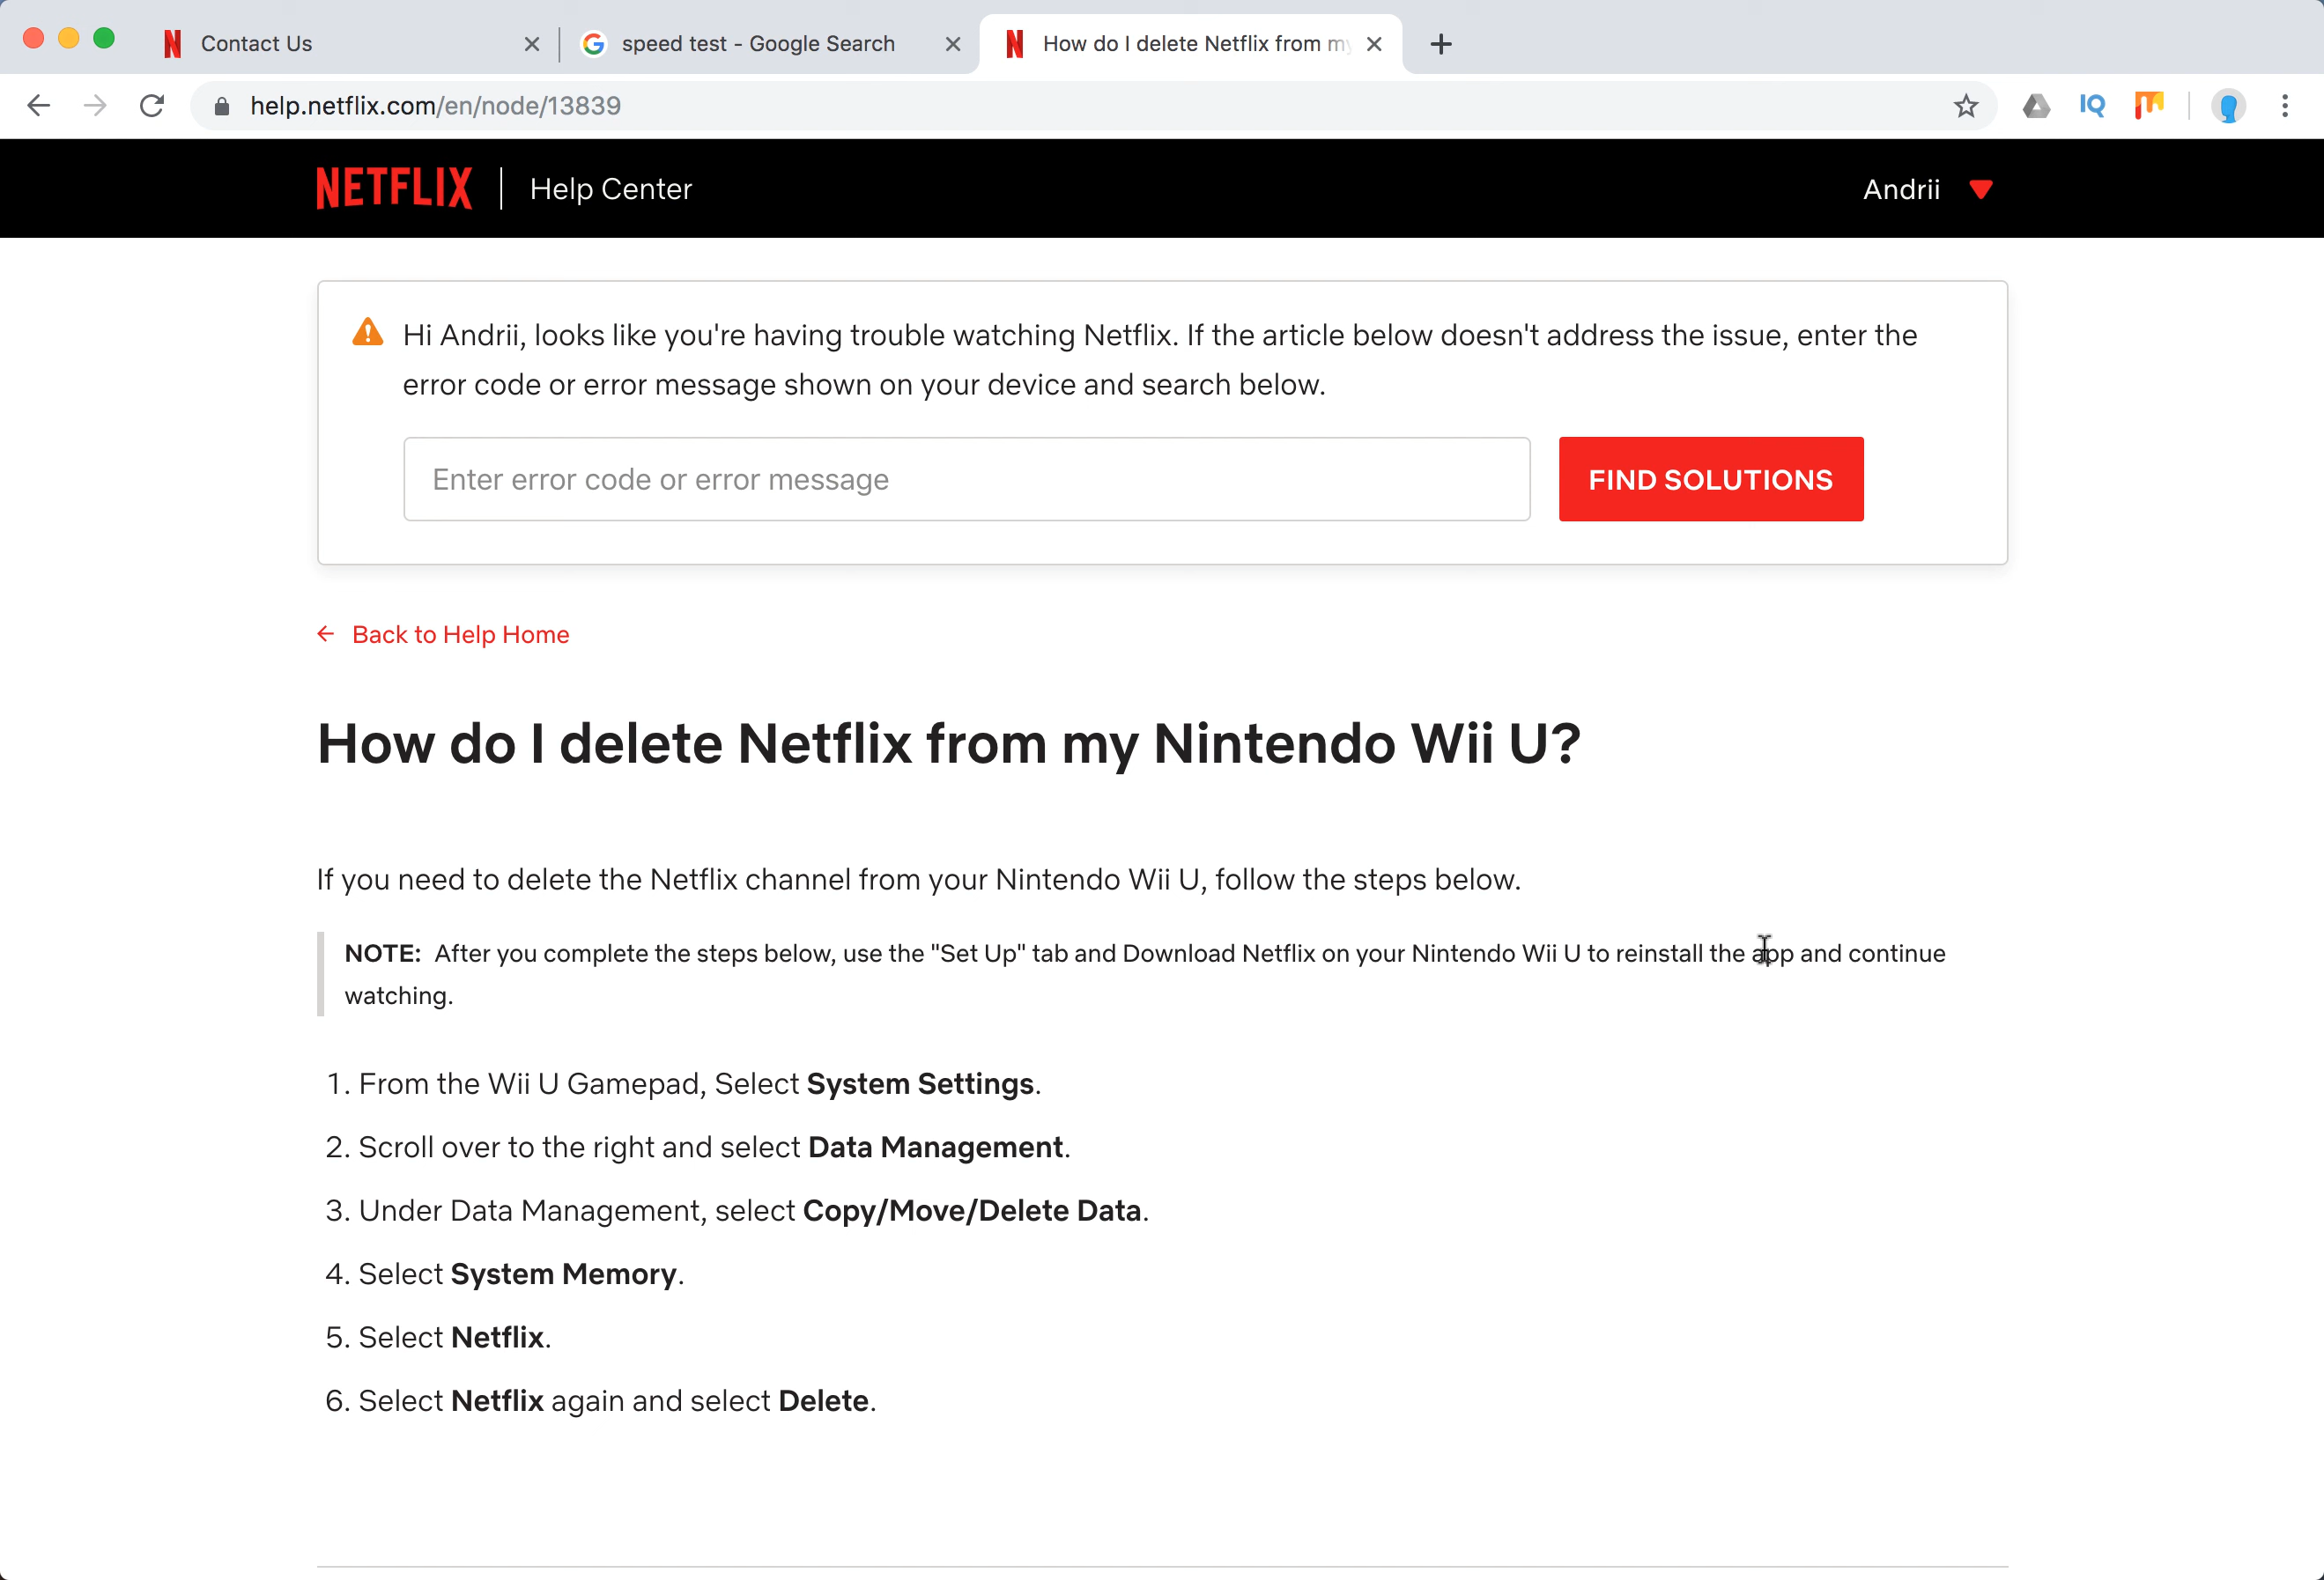 Contact Us
speed test - Google Search
How do I delete Netflix from my
help.netflix.com/en/node/13839
IQ
NETFLIX
Help Center
Andrii
Hi Andrii, looks like you're having trouble watching Netflix. If the article below doesn't address the issue, enter the
error code or error message shown on your device and search below.
Enter error code or error message
FIND SOLUTIONS
Back to Help Home
How do I delete Netflix from my Nintendo Wii U?
If you need to delete the Netflix channel from your Nintendo Wii U, follow the steps below.
NOTE: After you complete the steps below, use the "Set Up" tab and Download Netflix on your Nintendo Wii U to reinstall the app and continue
watching.
1. From the Wii U Gamepad, Select System Settings.
2. Scroll over to the right and select Data Management.
3. Under Data Management, select Copy/Move/Delete Data.
4. Select System Memory.
5. Select Netflix.
6. Select Netflix again and select Delete.